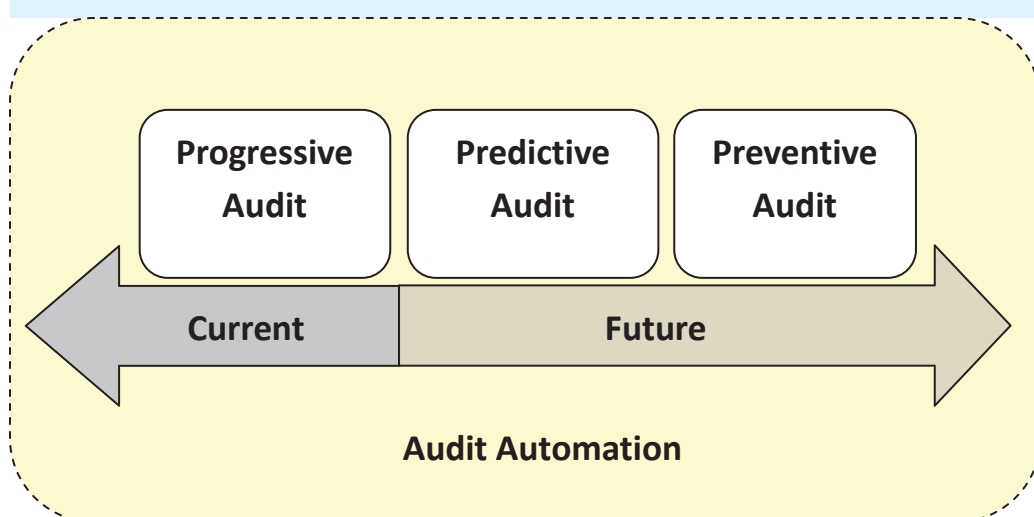 Progressive
Audit
Predictive
Audit
Preventive
Audit
Current
Future
Audit Automation